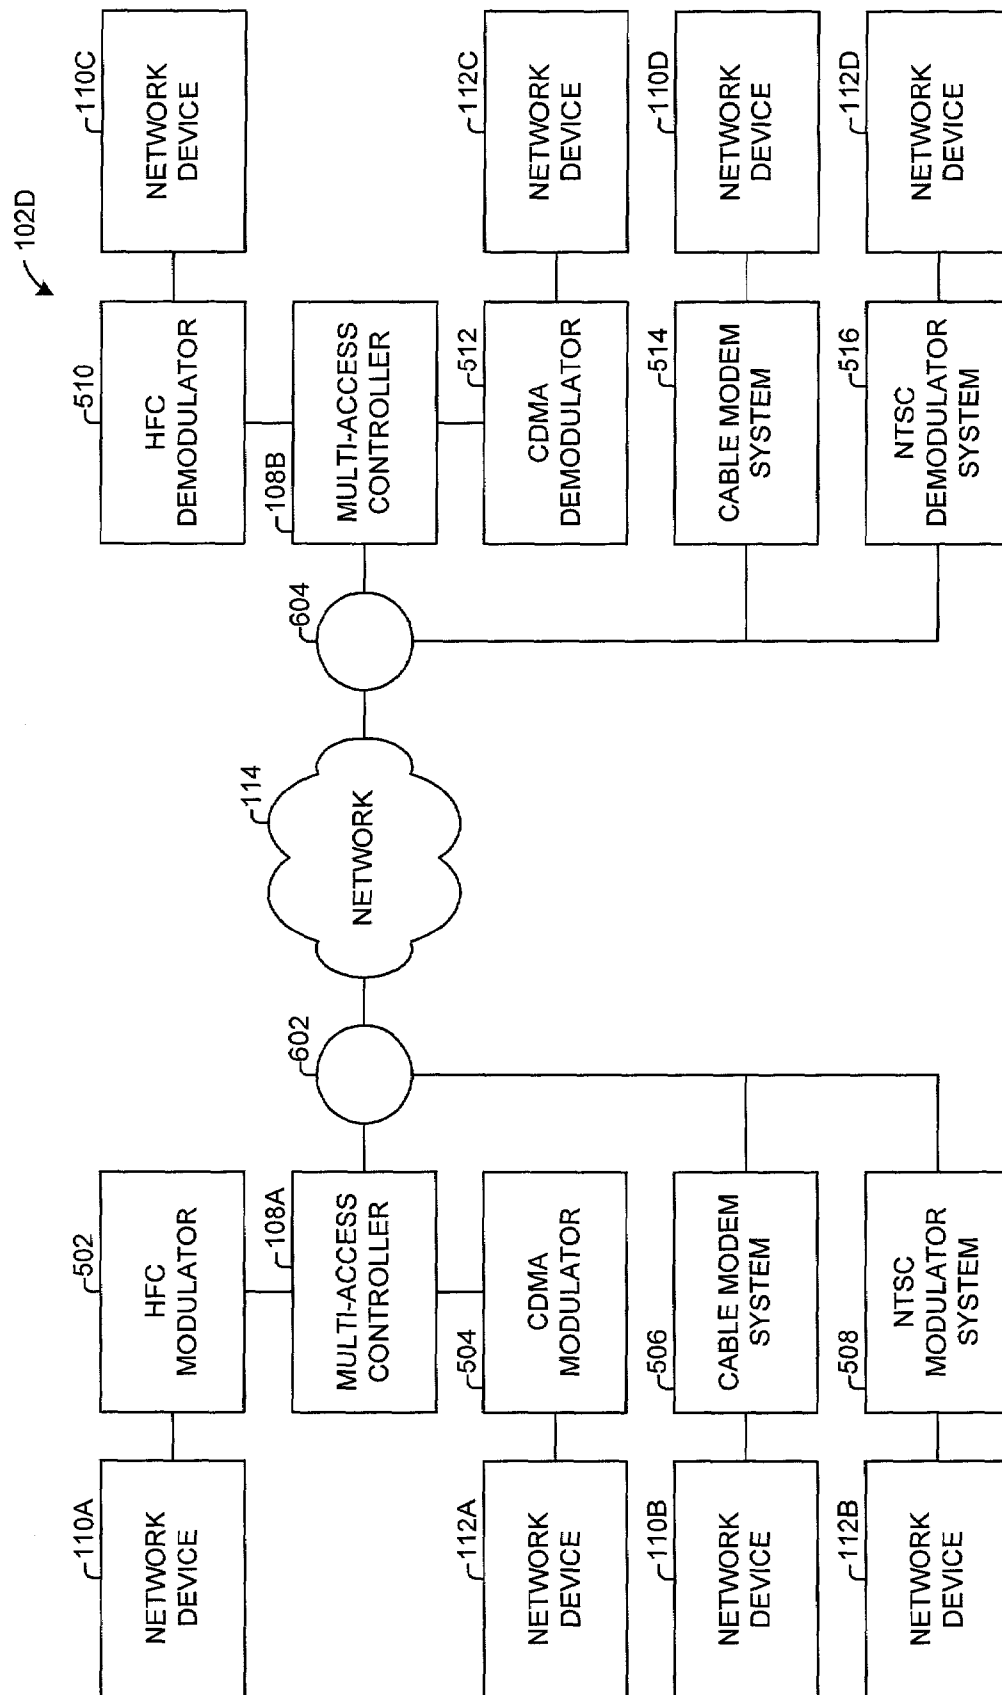 102D
110A
NETWORK
DEVICE
502
HFC
MODULATOR
510
HFC
DEMODULATOR
110C
NETWORK
DEVICE
108A
MULTI-ACCESS
CONTROLLER
602
114
NETWORK
604
108B
MULTI-ACCESS
CONTROLLER
112A
NETWORK
DEVICE
504
CDMA
MODULATOR
512
CDMA
DEMODULATOR
112C
NETWORK
DEVICE
110B
NETWORK
DEVICE
506
CABLE MODEM
SYSTEM
514
CABLE MODEM
SYSTEM
110D
NETWORK
DEVICE
112B
NETWORK
DEVICE
508
NTSC
MODULATOR
SYSTEM
516
NTSC
DEMODULATOR
SYSTEM
112D
NETWORK
DEVICE